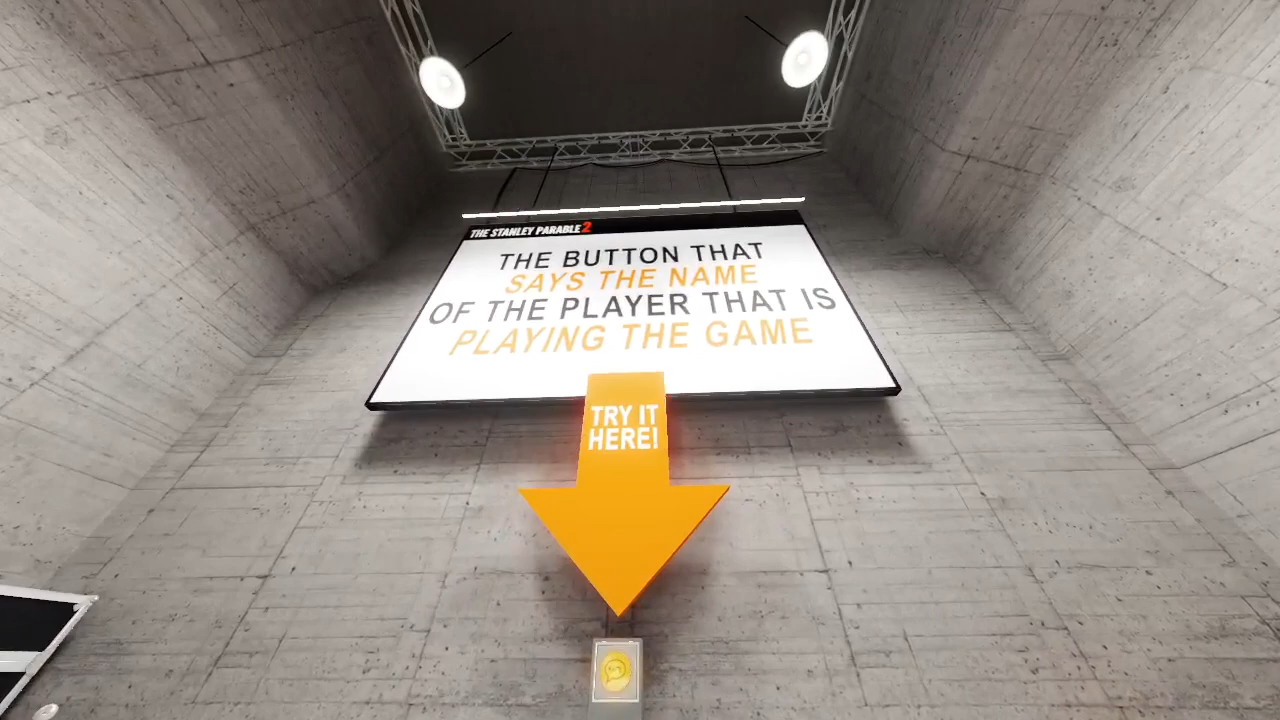 THE STANLEY PARABLE 2
THE BUTTON THAT
SAYS THE NAME
OF THE PLAYER THAT IS
PLAYING THE GAME
TRY IT
HERE!